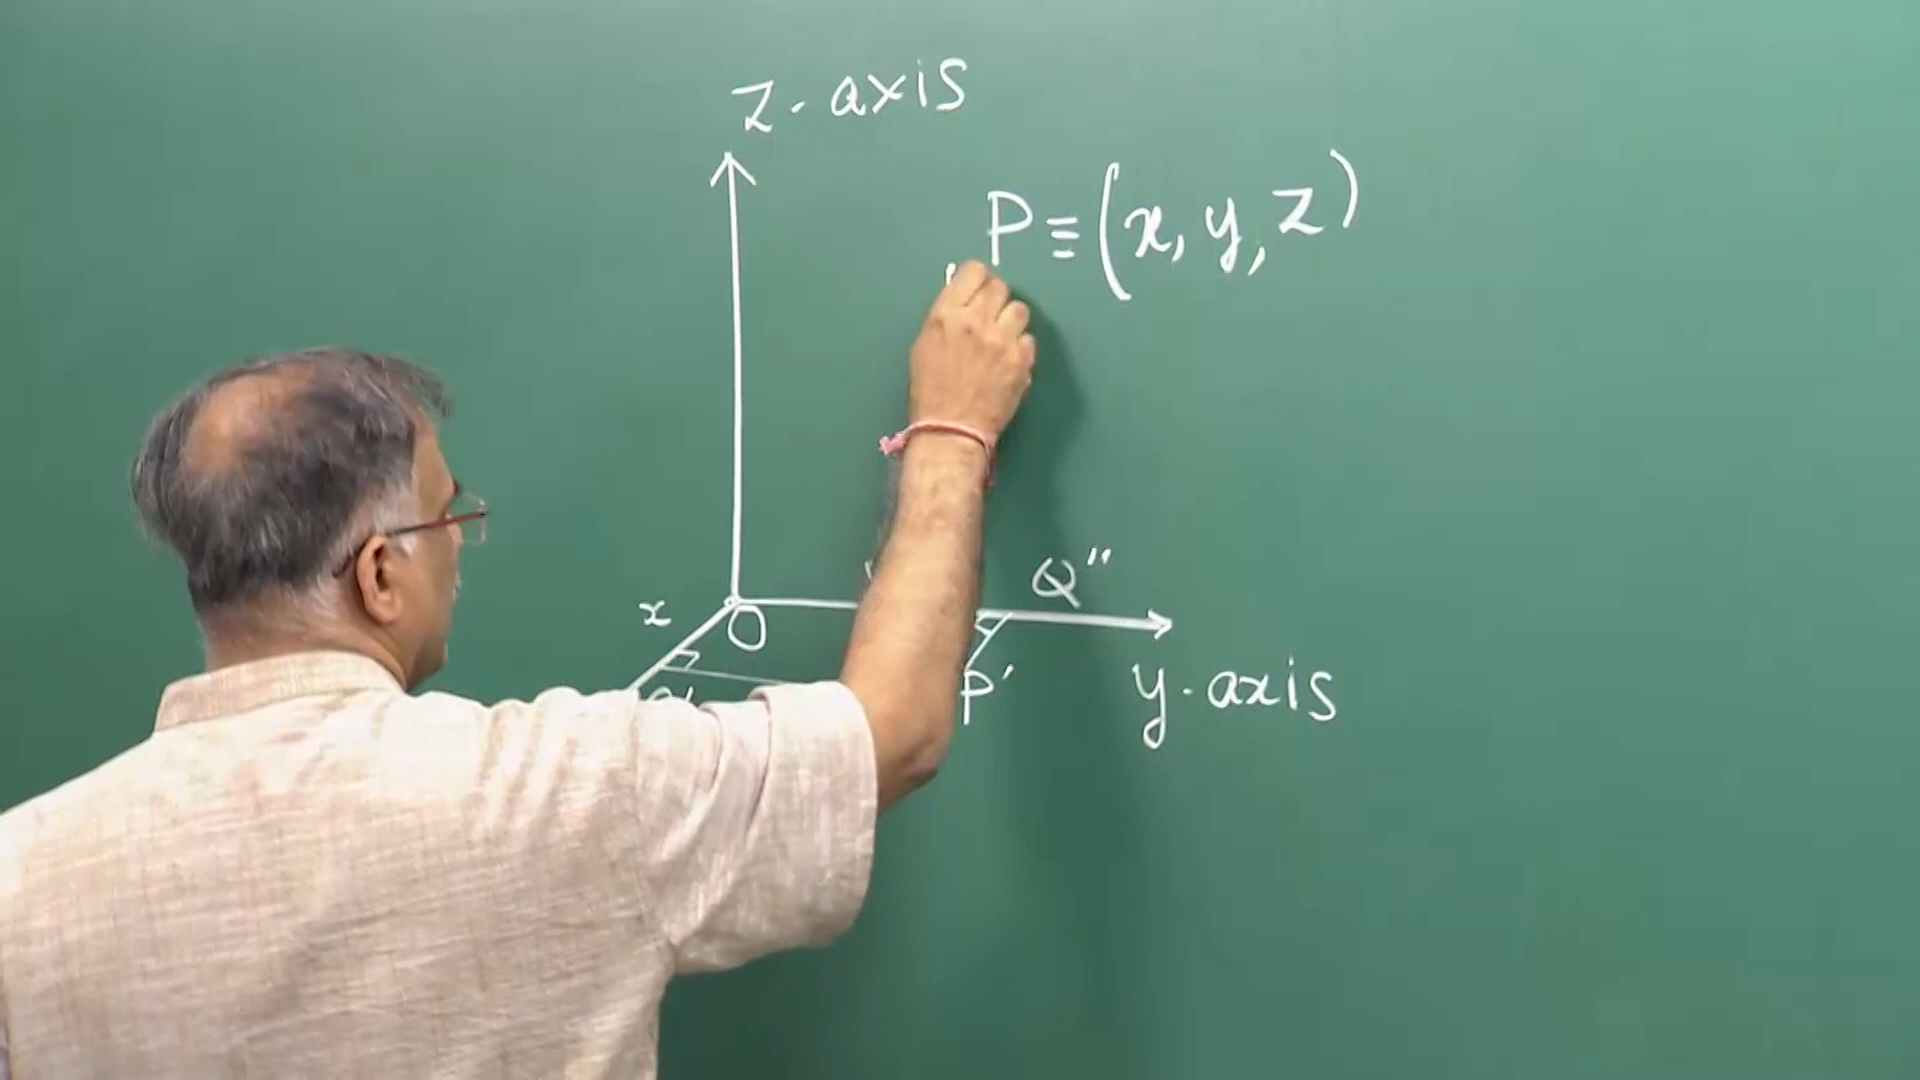 z-axis
P ≡ (x, y, z)
Q"
x
O
P'
y-axis